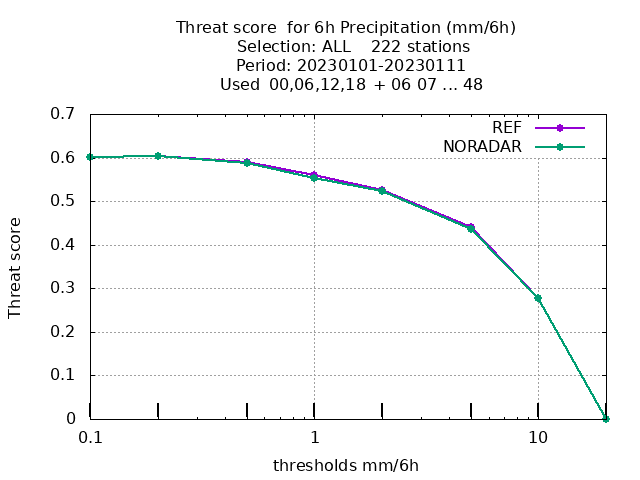 Threat score  for 6h Precipitation (mm/6h)
Selection: ALL    222 stations
Period: 20230101-20230111
Used  00,06,12,18  + 06 07 ... 48
REF
NORADAR
0.7
0.6
0.5
0.4
0.3
0.2
0.1
0
Threat score
0.1 1 10
thresholds mm/6h